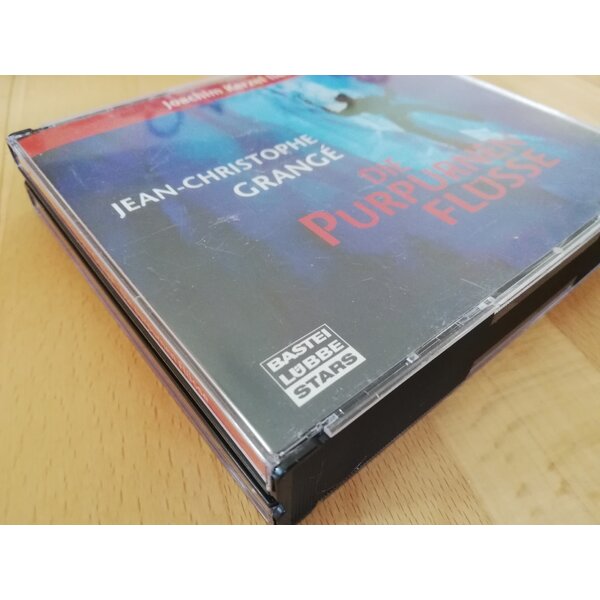 Joachim Kerzel
JEAN-CHRISTOPHE
GRANGÉ
DIE
PURPURNEN
FLÜSSE
BASTEI
LÜBBE
STARS